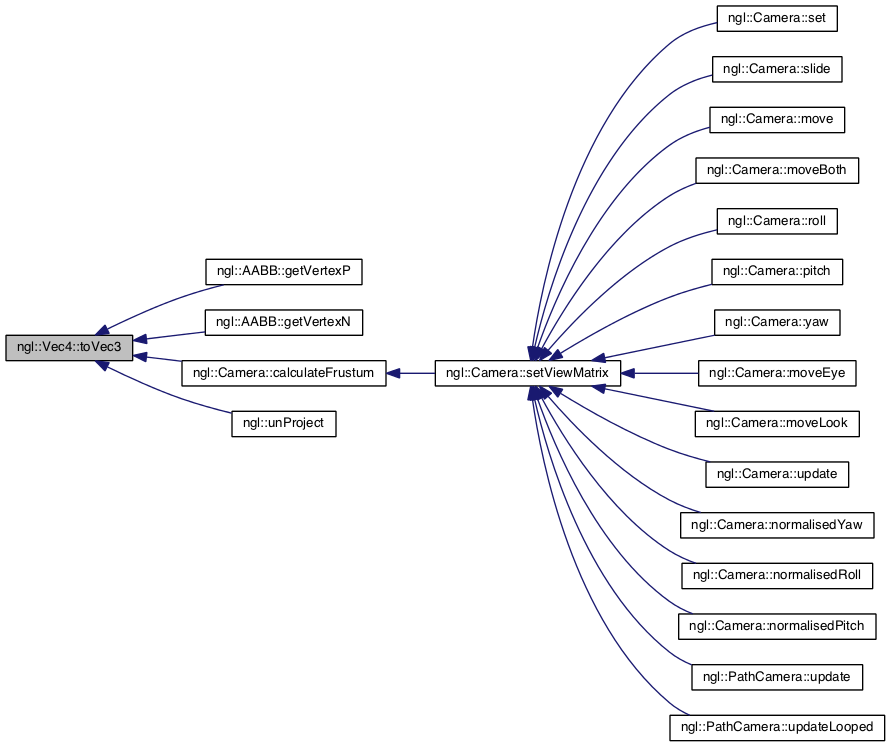 ngl::Vec4::toVec3
ngl::AABB::getVertexP
ngl::AABB::getVertexN
ngl::Camera::calculateFrustum
ngl::unProject
ngl::Camera::setViewMatrix
ngl::Camera::set
ngl::Camera::slide
ngl::Camera::move
ngl::Camera::moveBoth
ngl::Camera::roll
ngl::Camera::pitch
ngl::Camera::yaw
ngl::Camera::moveEye
ngl::Camera::moveLook
ngl::Camera::update
ngl::Camera::normalisedYaw
ngl::Camera::normalisedRoll
ngl::Camera::normalisedPitch
ngl::PathCamera::update
ngl::PathCamera::updateLooped